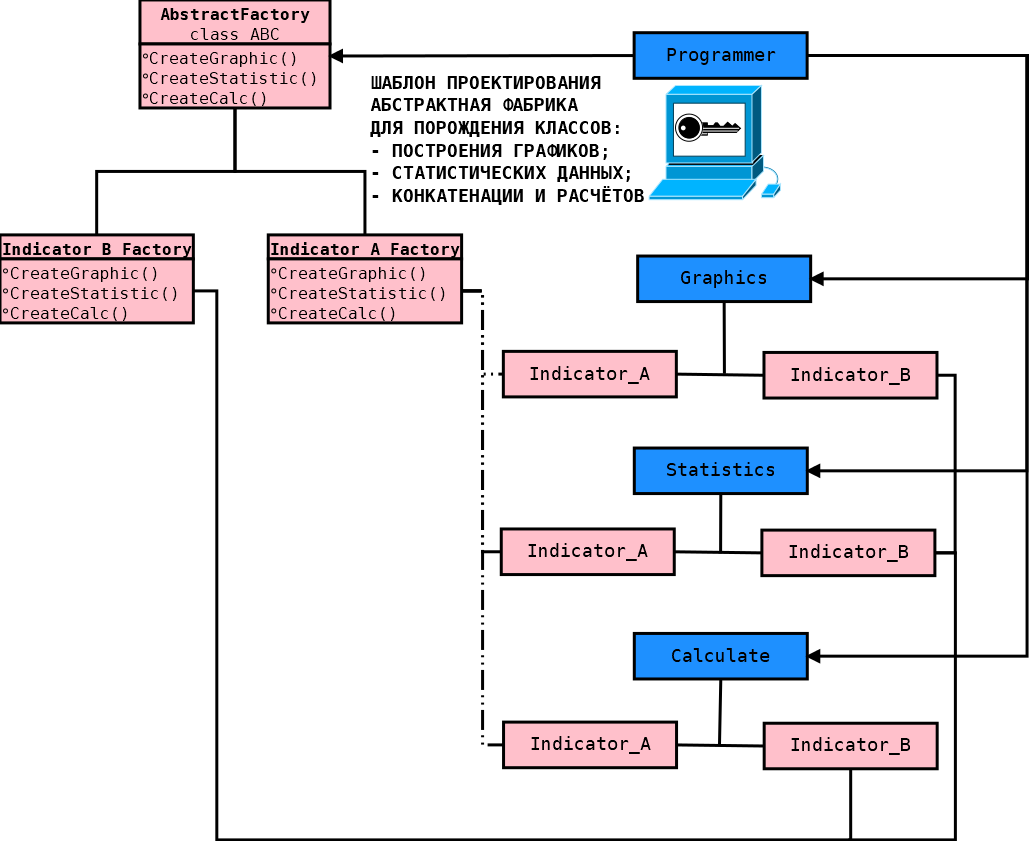 AbstractFactory
class ABC
CreateGraphic()
CreateStatistic()
CreateCalc()
Programmer
ШАБЛОН ПРОЕКТИРОВАНИЯ
АБСТРАКТНАЯ ФАБРИКА
ДЛЯ ПОРОЖДЕНИЯ КЛАССОВ:
- ПОСТРОЕНИЯ ГРАФИКОВ;
- СТАТИСТИЧЕСКИХ ДАННЫХ;
- КОНКАТЕНАЦИИ И РАСЧЁТОВ
Indicator B Factory
CreateGraphic()
CreateStatistic()
CreateCalc()
Indicator A Factory
CreateGraphic()
CreateStatistic()
CreateCalc()
Graphics
Indicator_A
Indicator_B
Statistics
Indicator_A
Indicator_B
Calculate
Indicator_A
Indicator_B